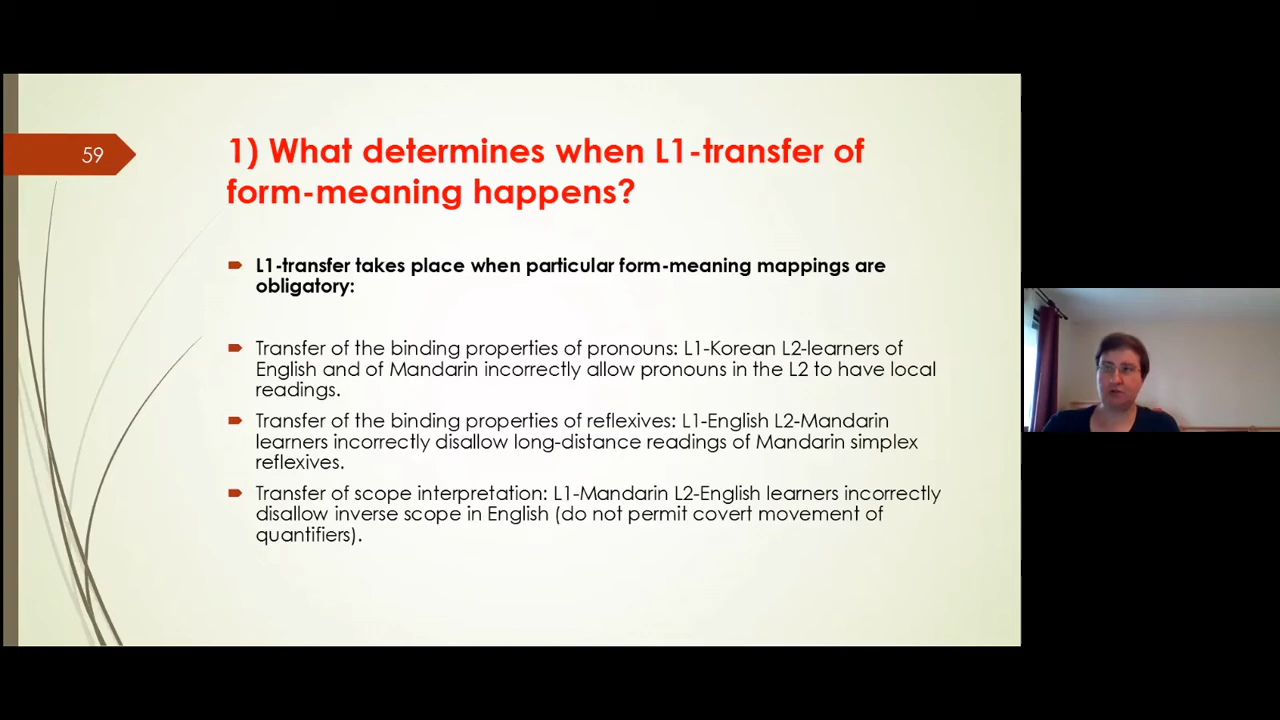 59
1) What determines when L1-transfer of
form-meaning happens?
L1-transfer takes place when particular form-meaning mappings are
obligatory:
Transfer of the binding properties of pronouns: L1-Korean L2-learners of
English and of Mandarin incorrectly allow pronouns in the L2 to have local
readings.
Transfer of the binding properties of reflexives: L1-English L2-Mandarin
learners incorrectly disallow long-distance readings of Mandarin simplex
reflexives.
Transfer of scope interpretation: L1-Mandarin L2-English learners incorrectly
disallow inverse scope in English (do not permit covert movement of
quantifiers).